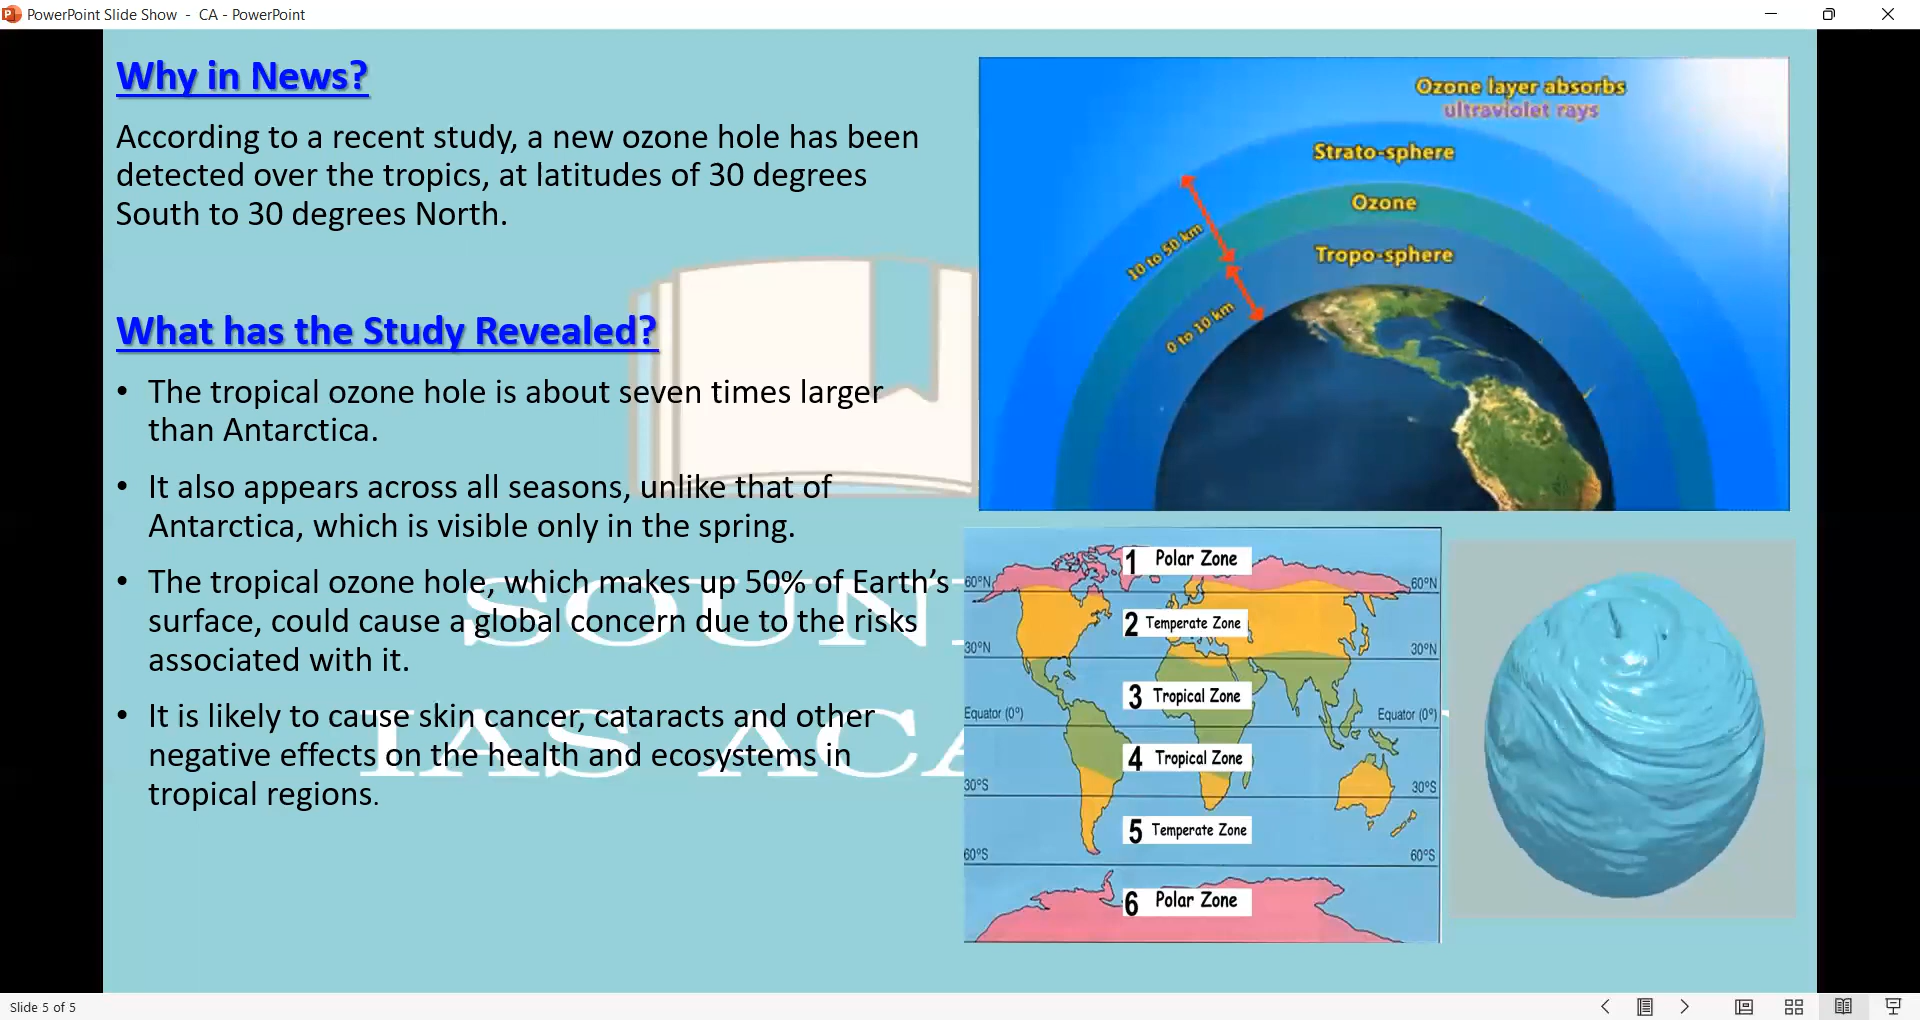 PowerPoint Slide Show - CA - PowerPoint
Why in News?
According to a recent study, a new ozone hole has been
detected over the tropics, at latitudes of 30 degrees
South to 30 degrees North.
What has the Study Revealed?
• The tropical ozone hole is about seven times larger
than Antarctica.
• It also appears across all seasons, unlike that of
Antarctica, which is visible only in the spring.
• The tropical ozone hole, which makes up 50% of Earth’s
surface, could cause a global concern due to the risks
associated with it.
• It is likely to cause skin cancer, cataracts and other
negative effects on the health and ecosystems in
tropical regions.
Ozone layer absorbs
ultraviolet rays
Strato-sphere
Ozone
10 to 50 km
Tropo-sphere
0 to 10 km
1 Polar Zone
60°N 60°N
2 Temperate Zone
30°N 30°N
3 Tropical Zone
Equator (0°) Equator (0°)
4 Tropical Zone
30°S 30°S
5 Temperate Zone
60°S 60°S
6 Polar Zone
IAS
Slide 5 of 5